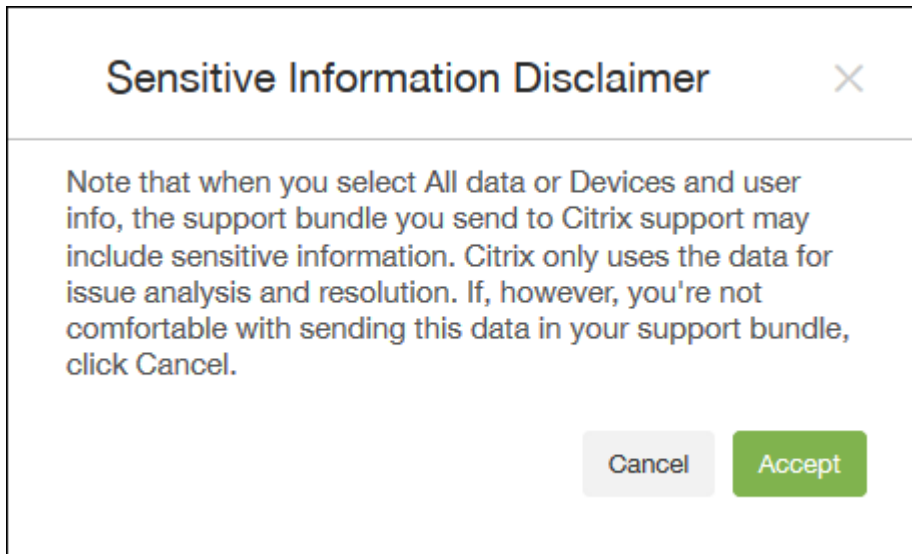 Sensitive Information Disclaimer
Note that when you select All data or Devices and user
info, the support bundle you send to Citrix support may
include sensitive information. Citrix only uses the data for
issue analysis and resolution. If, however, you're not
comfortable with sending this data in your support bundle,
click Cancel.
Cancel
Accept